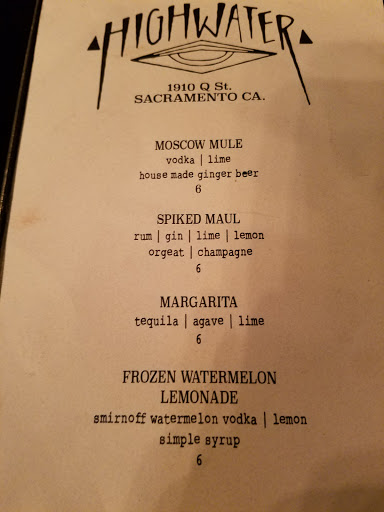 HIGHWATER
1910 Q St.
SACRAMENTO CA.
MOSCOW MULE
vodka | lime
house made ginger beer
6
SPIKED MAUL
rum | gin | lime | lemon
orgeat | champagne
6
MARGARITA
tequila | agave | lime
6
FROZEN WATERMELON
LEMONADE
smirnoff watermelon vodka | lemon
simple syrup
6